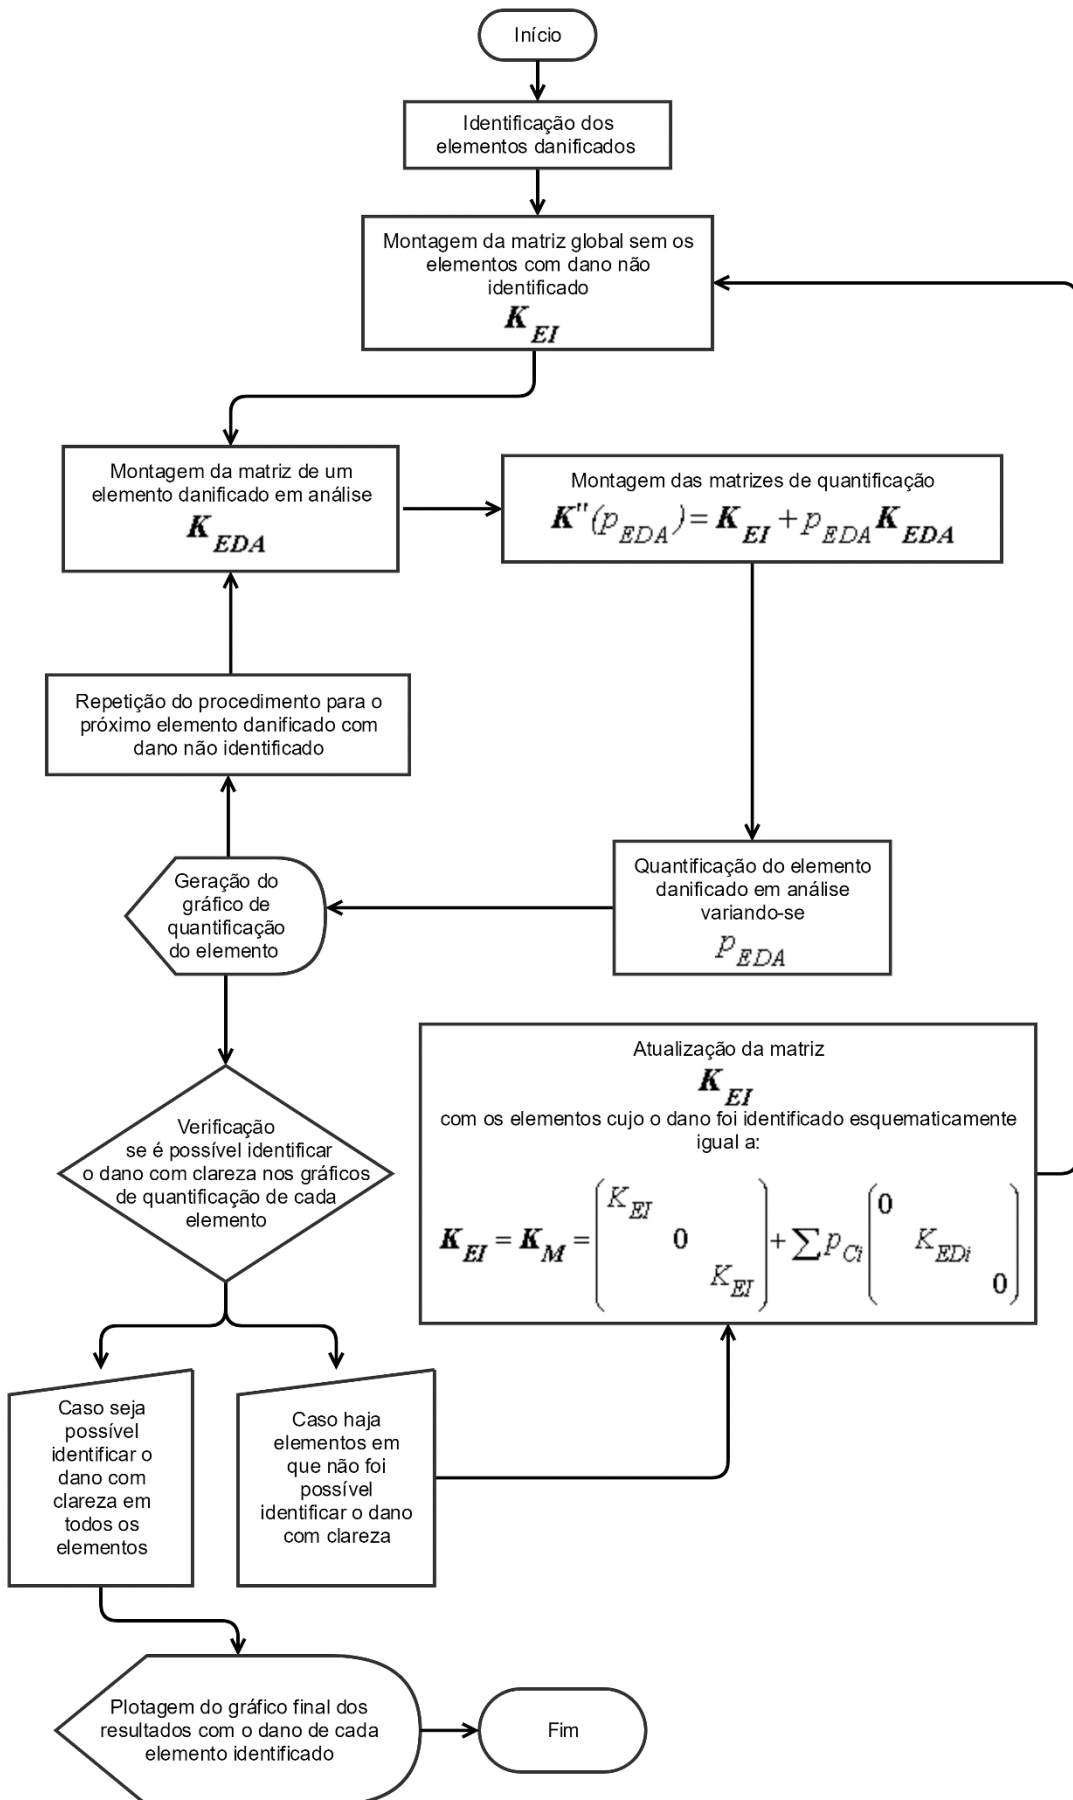 Início
Identificação dos
elementos danificados
Montagem da matriz global sem os
elementos com dano não
identificado
K_EI
Montagem da matriz de um
elemento danificado em análise
K_EDA
Montagem das matrizes de quantificação
K"(p_EDA) = K_EI + p_EDA K_EDA
Repetição do procedimento para o
próximo elemento danificado com
dano não identificado
Quantificação do elemento
danificado em análise
variando-se
p_EDA
Geração do
gráfico de
quantificação
do elemento
Verificação
se é possível identificar
o dano com clareza nos gráficos
de quantificação de cada
elemento
Atualização da matriz
K_EI
com os elementos cujo o dano foi identificado esquematicamente
igual a:
K_EI = K_M = (K_EI 0 K_EI) + ∑ p_Ci (0 K_EDi 0)
Caso seja
possível
identificar o
dano com
clareza em
todos os
elementos
Caso haja
elementos em
que não foi
possível
identificar o dano
com clareza
Plotagem do gráfico final dos
resultados com o dano de cada
elemento identificado
Fim